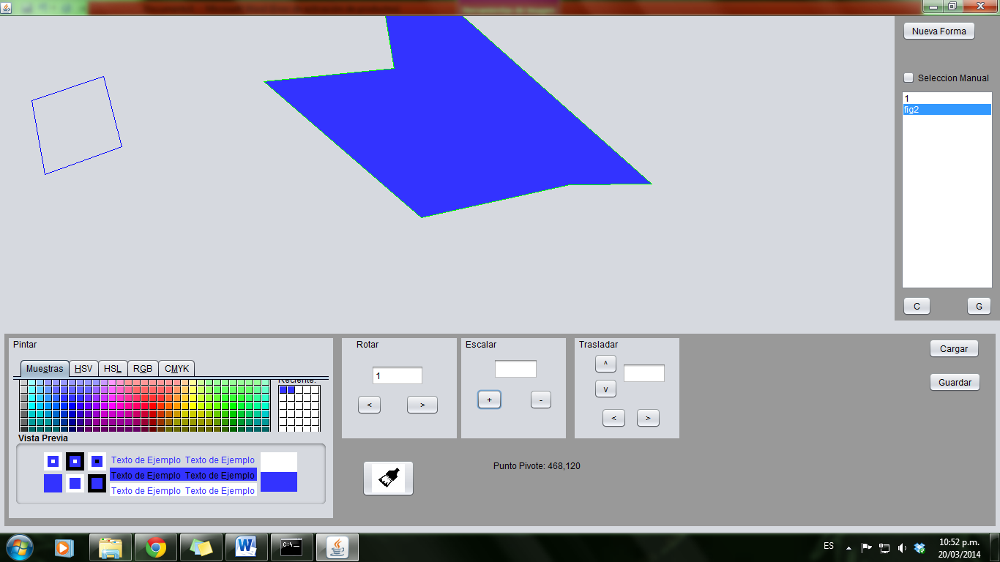 Nueva Forma
Seleccion Manual
1
fig2
C G
Pintar
Muestras HSV HSL RGB CMYK
Reciente:
Vista Previa
Texto de Ejemplo Texto de Ejemplo
Texto de Ejemplo Texto de Ejemplo
Texto de Ejemplo Texto de Ejemplo
Rotar
1
< >
Escalar
+ -
Trasladar
^
v
< >
Cargar
Guardar
Punto Pivote: 468,120
C:\_
ES
10:52 p.m.
20/03/2014